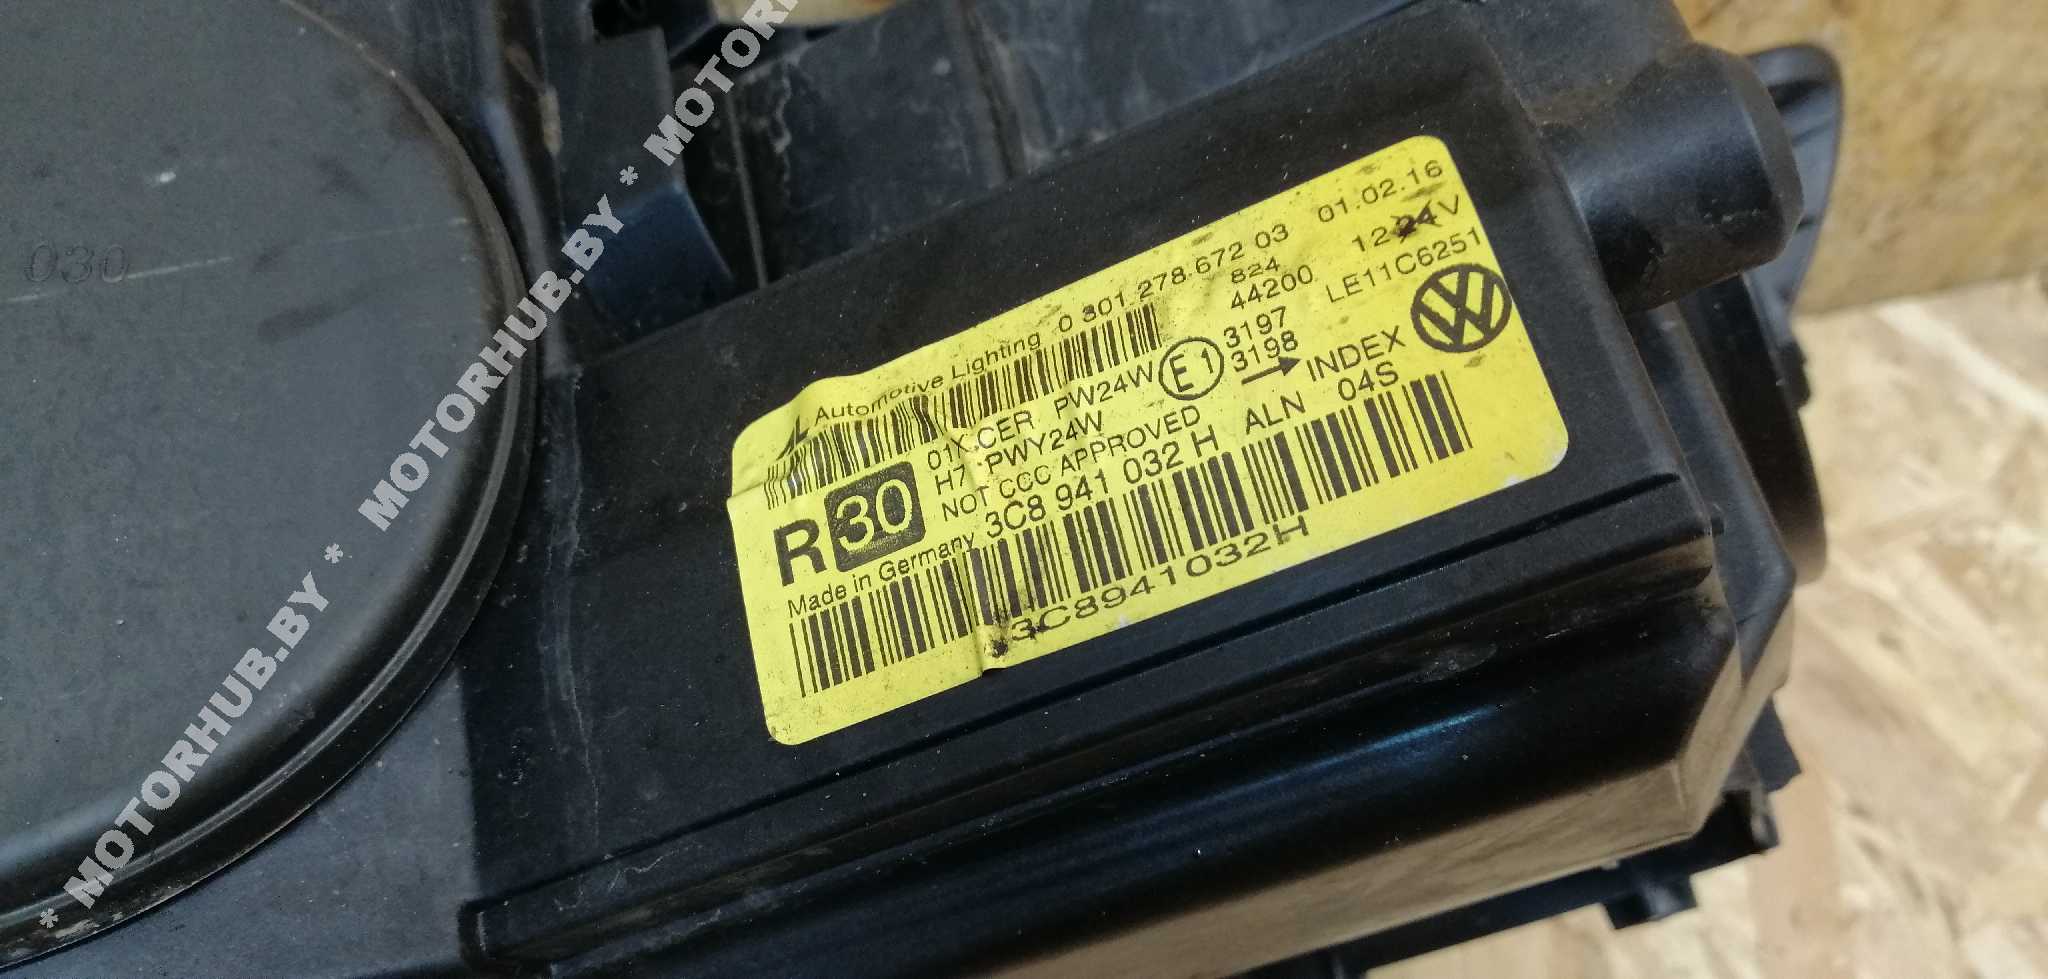 030
* MOTORHUB.BY * MOTORHUB.BY * MOTORHUB.BY * MOTORH
Automotive Lighting 0 301.278.672 03 01.02.16
824 12 24V
44200 LE11C6251
01X.CER PW24W E1 3197
H7 PWY24W 3198 INDEX
R 30 NOT CCC APPROVED
Made in Germany 3C8 941 032 H ALN 04S
3C8941032H